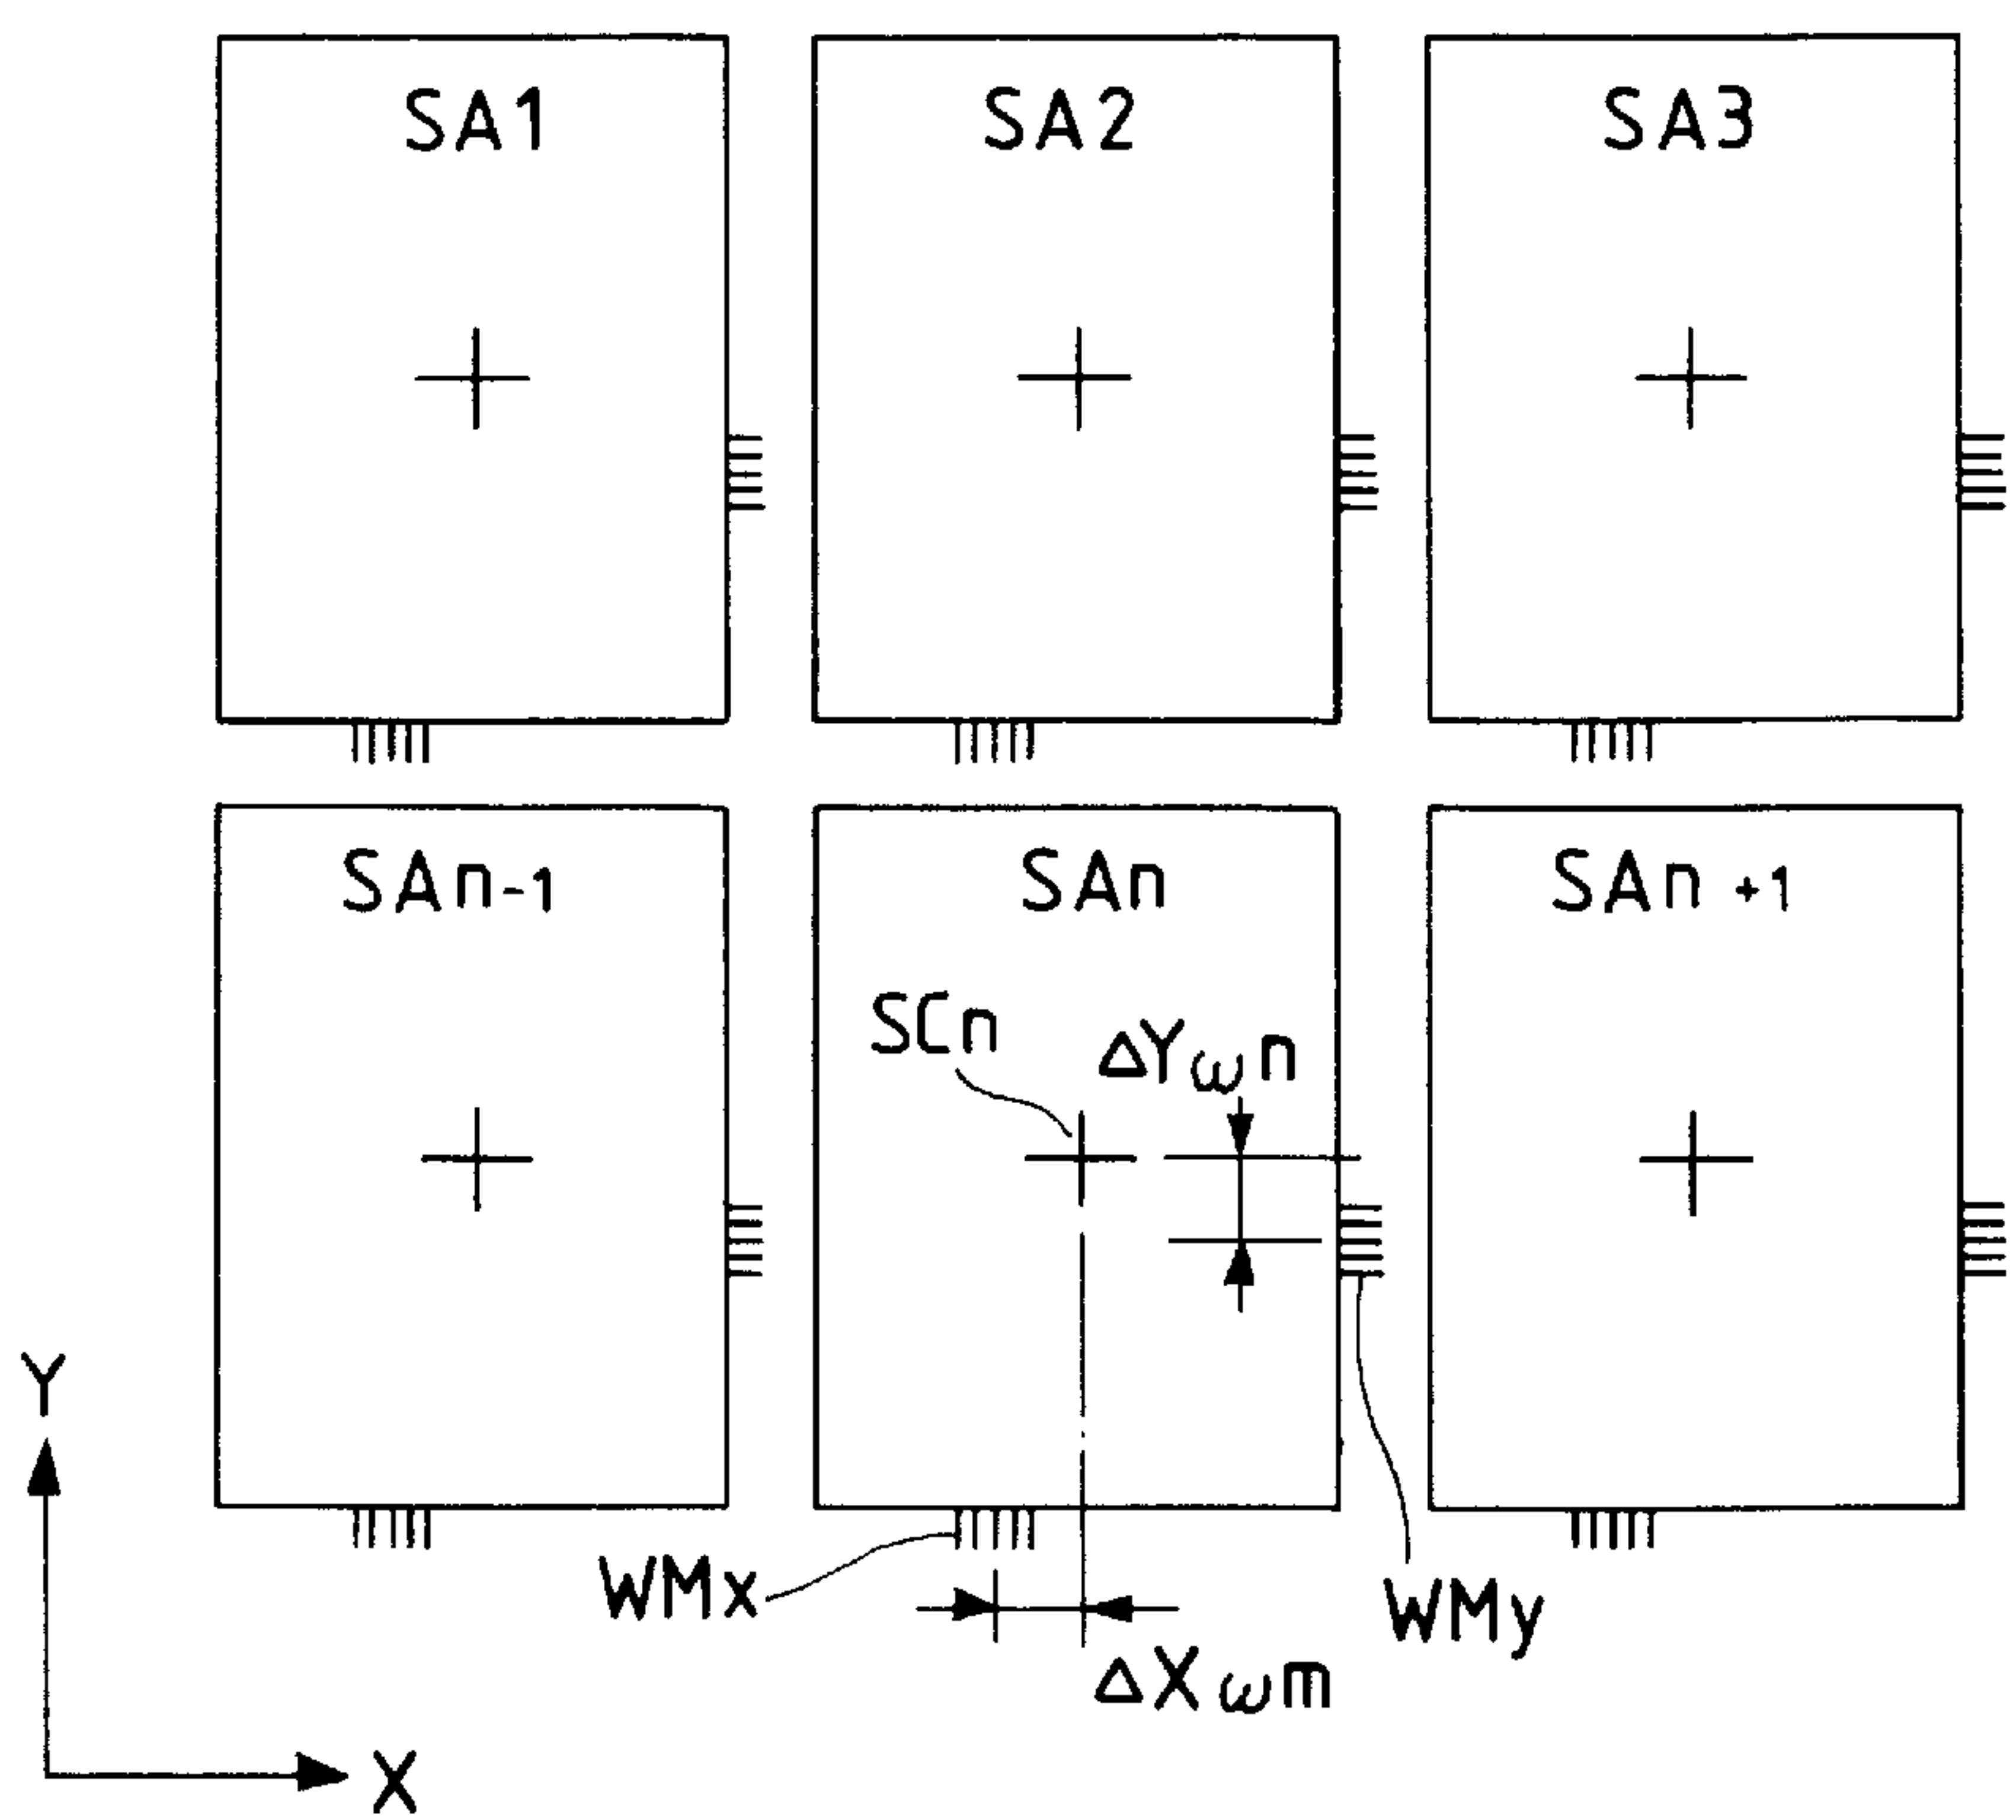 SA1
SA2
SA3
SAn-1
SAn
SAn +1
SCn
ΔYωn
WMx
WMy
ΔXωm
Y
X